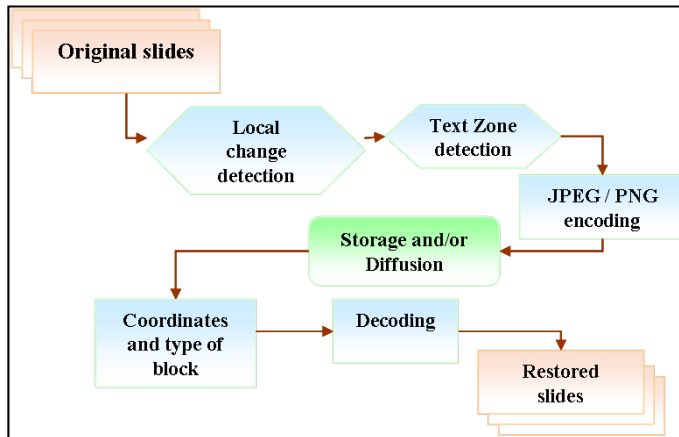 Original slides
Local
change
detection
Text Zone
detection
JPEG / PNG
encoding
Storage and/or
Diffusion
Coordinates
and type of
block
Decoding
Restored
slides